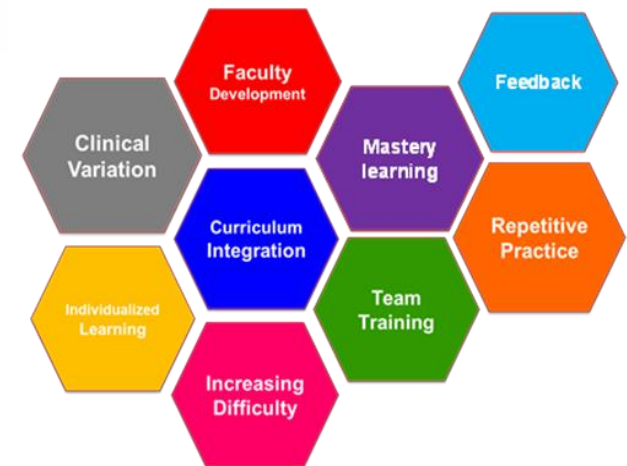 Faculty
Development
Feedback
Clinical
Variation
Mastery
learning
Curriculum
Integration
Repetitive
Practice
Individualized
Learning
Team
Training
Increasing
Difficulty